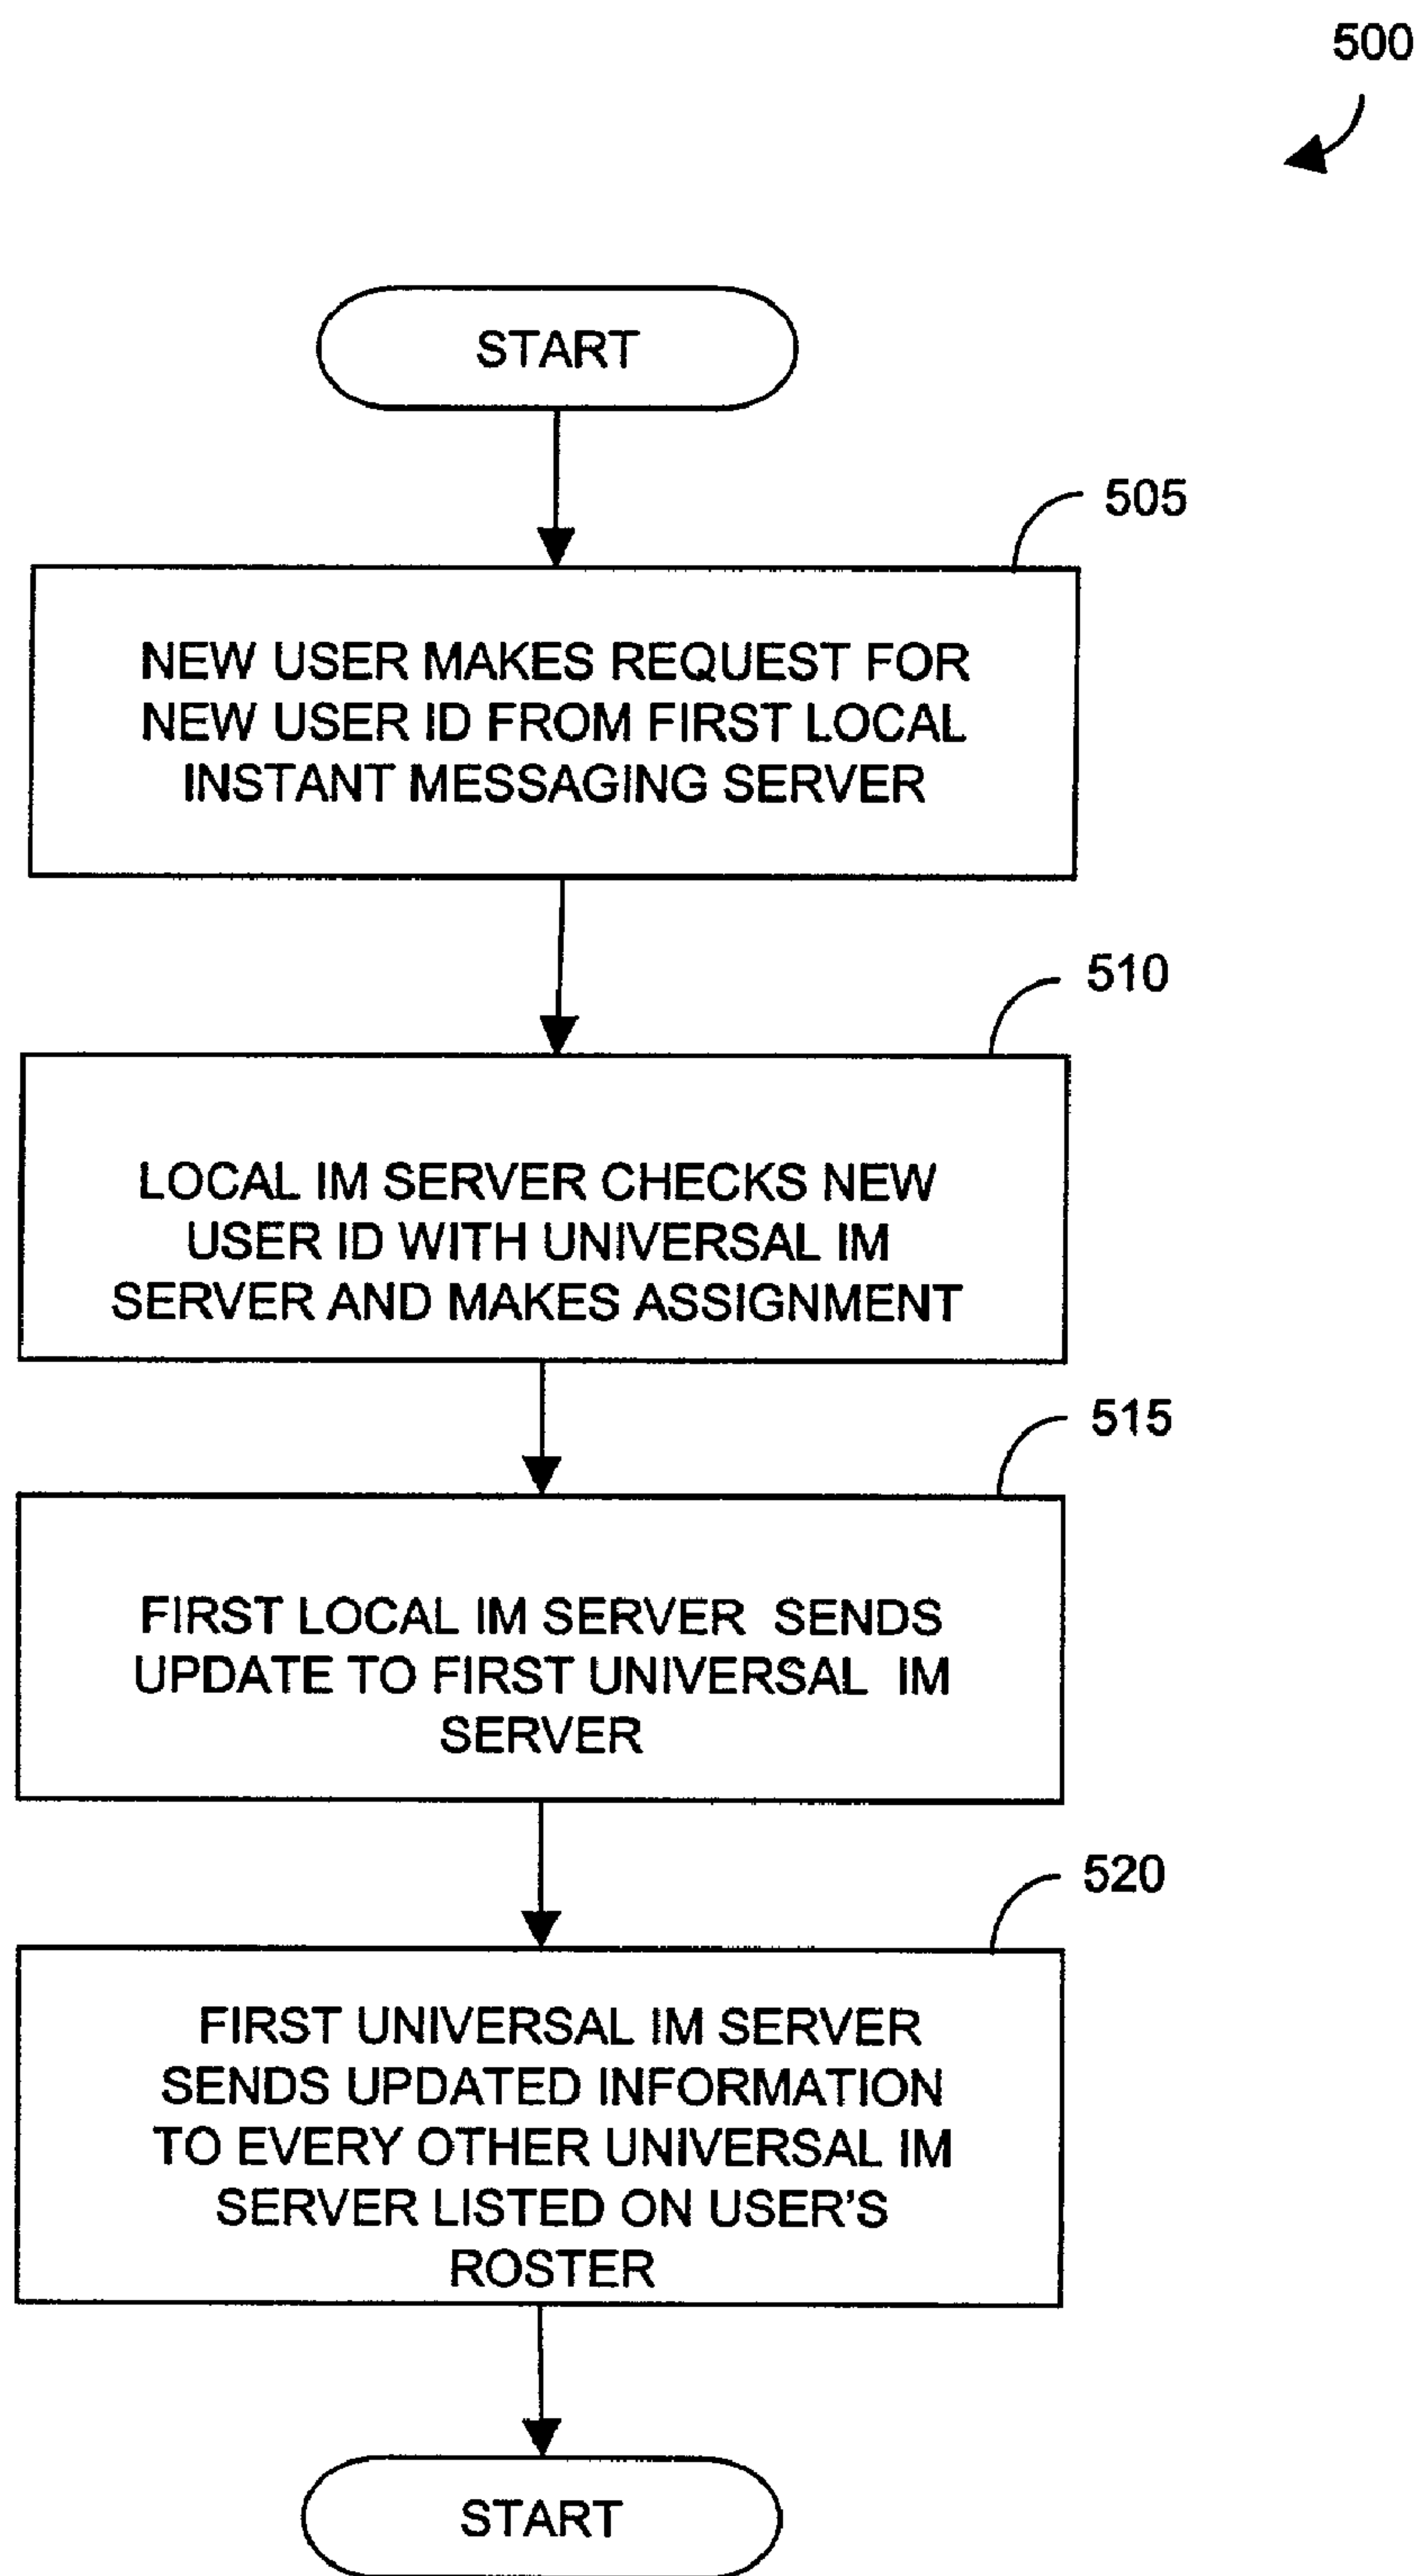 500
START
505
NEW USER MAKES REQUEST FOR
NEW USER ID FROM FIRST LOCAL
INSTANT MESSAGING SERVER
510
LOCAL IM SERVER CHECKS NEW
USER ID WITH UNIVERSAL IM
SERVER AND MAKES ASSIGNMENT
515
FIRST LOCAL IM SERVER SENDS
UPDATE TO FIRST UNIVERSAL IM
SERVER
520
FIRST UNIVERSAL IM SERVER
SENDS UPDATED INFORMATION
TO EVERY OTHER UNIVERSAL IM
SERVER LISTED ON USER'S
ROSTER
START